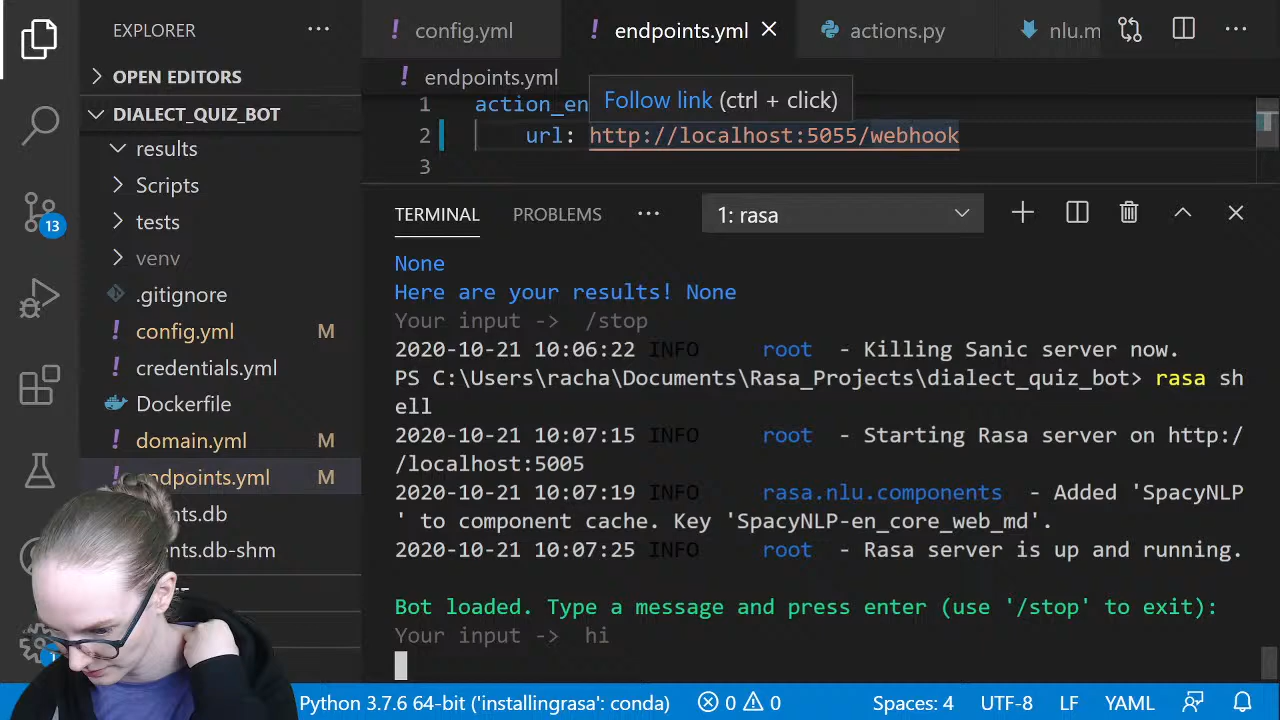 EXPLORER
config.yml
endpoints.yml
actions.py
nlu.m
OPEN EDITORS
endpoints.yml
DIALECT_QUIZ_BOT
Follow link (ctrl + click)
1 action_en
2 url: http://localhost:5055/webhook
3
results
Scripts
tests
venv
.gitignore
config.yml M
credentials.yml
Dockerfile
domain.yml M
endpoints.yml M
nts.db
ents.db-shm
13
TERMINAL
PROBLEMS
1: rasa
None
Here are your results! None
Your input -> /stop
2020-10-21 10:06:22 INFO root - Killing Sanic server now.
PS C:\Users\racha\Documents\Rasa_Projects\dialect_quiz_bot> rasa sh
ell
2020-10-21 10:07:15 INFO root - Starting Rasa server on http:/
/localhost:5005
2020-10-21 10:07:19 INFO rasa.nlu.components - Added 'SpacyNLP
' to component cache. Key 'SpacyNLP-en_core_web_md'.
2020-10-21 10:07:25 INFO root - Rasa server is up and running.
Bot loaded. Type a message and press enter (use '/stop' to exit):
Your input -> hi
Python 3.7.6 64-bit ('installingrasa': conda)
0
0
Spaces: 4
UTF-8
LF
YAML